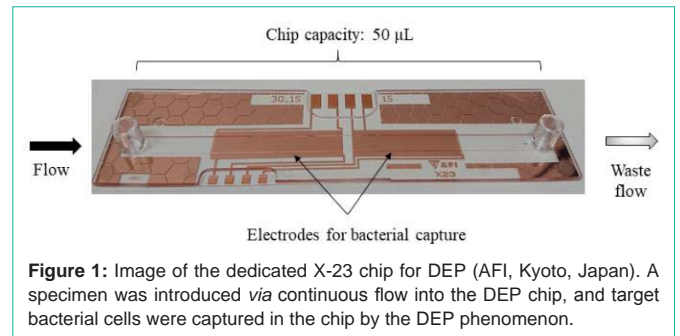 Chip capacity: 50 μL
30,15
15
Flow
Waste
flow
AFI
X23
Electrodes for bacterial capture
Figure 1: Image of the dedicated X-23 chip for DEP (AFI, Kyoto, Japan). A
specimen was introduced via continuous flow into the DEP chip, and target
bacterial cells were captured in the chip by the DEP phenomenon.